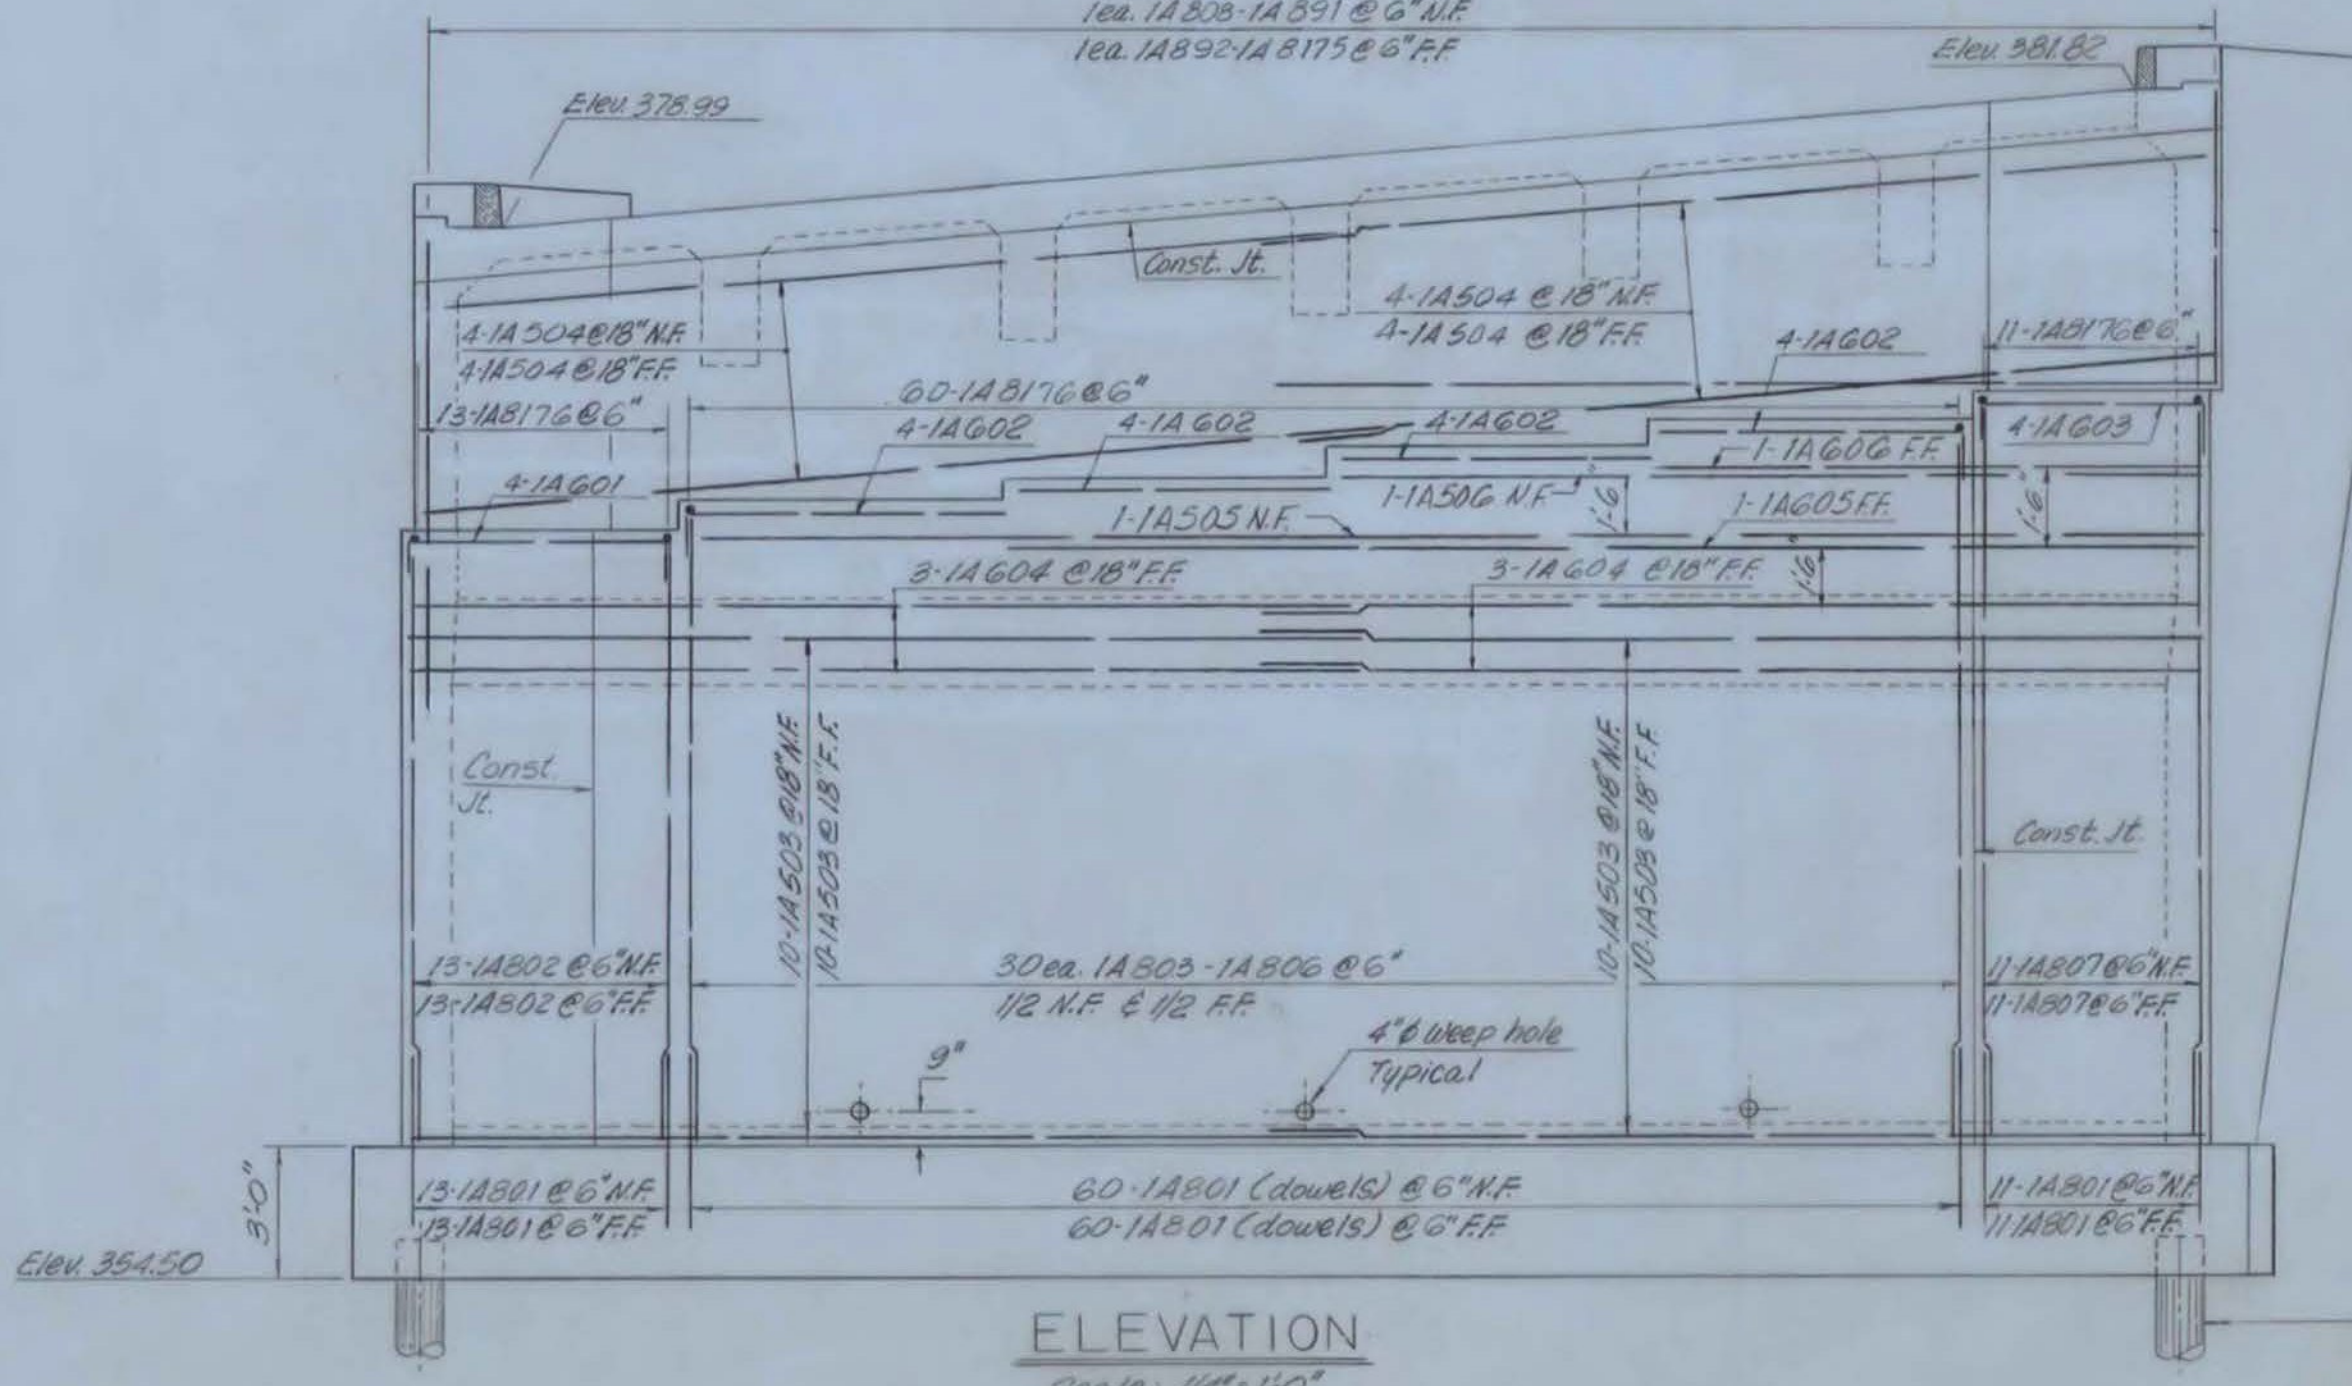 1ea. 1A808-1A891 @ 6" N.F.
1ea. 1A892-1A8175 @ 6" F.F.
Elev. 381.82
Elev. 378.99
Const. Jt.
4-1A504 @ 18" N.F.
4-1A504 @ 18" F.F.
4-1A504 @ 18" N.F.
4-1A504 @ 18" F.F.
4-1A602
11-1A8176 @ 6"
60-1A8176 @ 6"
13-1A8176 @ 6"
4-1A602
4-1A602
4-1A602
4-1A603
1-1A606 F.F.
4-1A601
1-1A506 N.F.
1'-6"
1-1A605 F.F.
1'-6"
1-1A505 N.F.
3-1A604 @ 18" F.F.
3-1A604 @ 18" F.F.
1'-6"
10-1A503 @ 18" N.F.
10-1A503 @ 18" F.F.
10-1A503 @ 18" N.F.
10-1A503 @ 18" F.F.
Const.
Jt.
Const. Jt.
13-1A802 @ 6" N.F.
13-1A802 @ 6" F.F.
30 ea. 1A803-1A806 @ 6"
1/2 N.F. & 1/2 F.F.
11-1A807 @ 6" N.F.
11-1A807 @ 6" F.F.
9"
4" ϕ weep hole
Typical
3'-0"
13-1A801 @ 6" N.F.
13-1A801 @ 6" F.F.
60-1A801 (dowels) @ 6" N.F.
60-1A801 (dowels) @ 6" F.F.
11-1A801 @ 6" N.F.
11-1A801 @ 6" F.F.
Elev. 354.50
ELEVATION
Scale: 1/4"=1'-0"